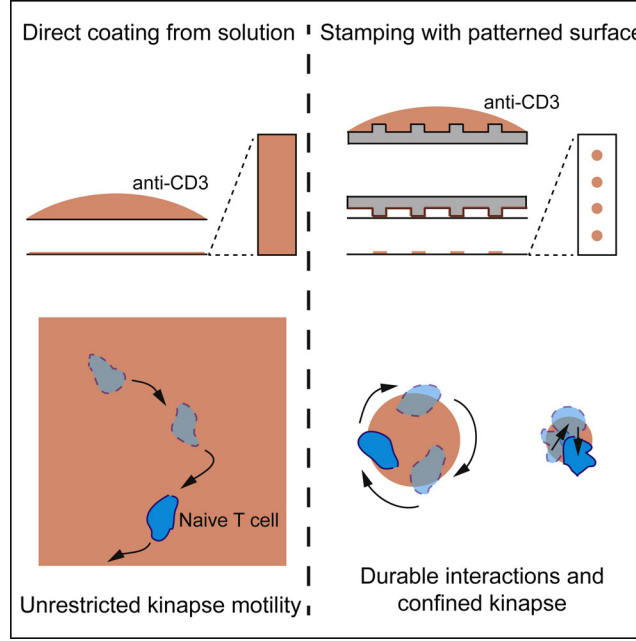 Direct coating from solution
Stamping with patterned surface
anti-CD3
anti-CD3
Naive T cell
Unrestricted kinapse motility
Durable interactions and
confined kinapse